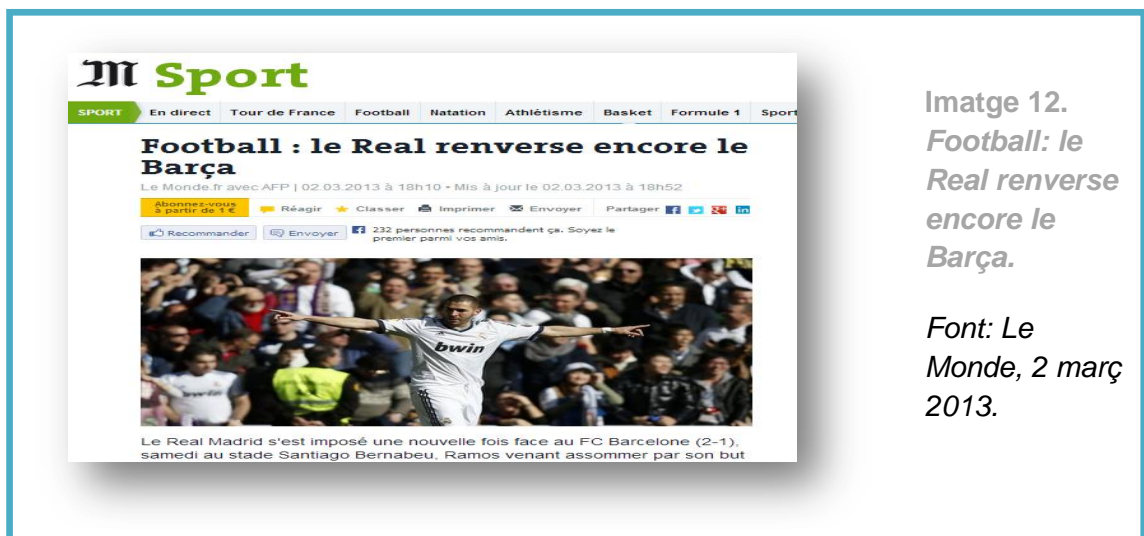 M Sport
SPORT En direct Tour de France Football Natation Athlétisme Basket Formule 1 Sport
Football : le Real renverse encore le
Barça
Le Monde.fr avec AFP | 02.03.2013 à 18h10 • Mis à jour le 02.03.2013 à 18h52
Abonnez-vous
à partir de 1 €
Réagir Classer Imprimer Envoyer Partager
Recommander Envoyer 232 personnes recommandent ça. Soyez le
premier parmi vos amis.
bwin
Le Real Madrid s'est imposé une nouvelle fois face au FC Barcelone (2-1),
samedi au stade Santiago Bernabeu, Ramos venant assommer par son but
Imatge 12.
Football: le
Real renverse
encore le
Barça.
Font: Le
Monde, 2 març
2013.